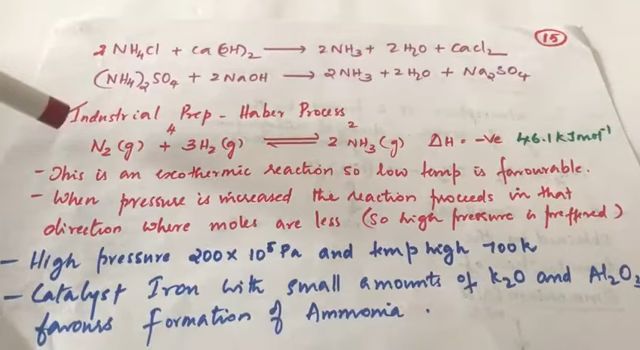 15
2 NH₄Cl + Ca(OH)₂ ⟶ 2NH₃ + 2H₂O + CaCl₂
(NH₄)₂SO₄ + 2NaOH ⟶ 2NH₃ + 2H₂O + Na₂SO₄
Industrial Prep - Haber Process
4 2
N₂(g) + 3H₂(g) ⇌ 2 NH₃(g) ΔH = -ve 46.1kJmol⁻¹
- This is an exothermic reaction so low temp is favourable.
- When pressure is increased the reaction proceeds in that
direction where moles are less (so high pressure is preffered)
- High pressure 200 x 10⁵ Pa and temp high 700k
- Catalyst Iron with small amounts of K₂O and Al₂O₃
favours formation of Ammonia.